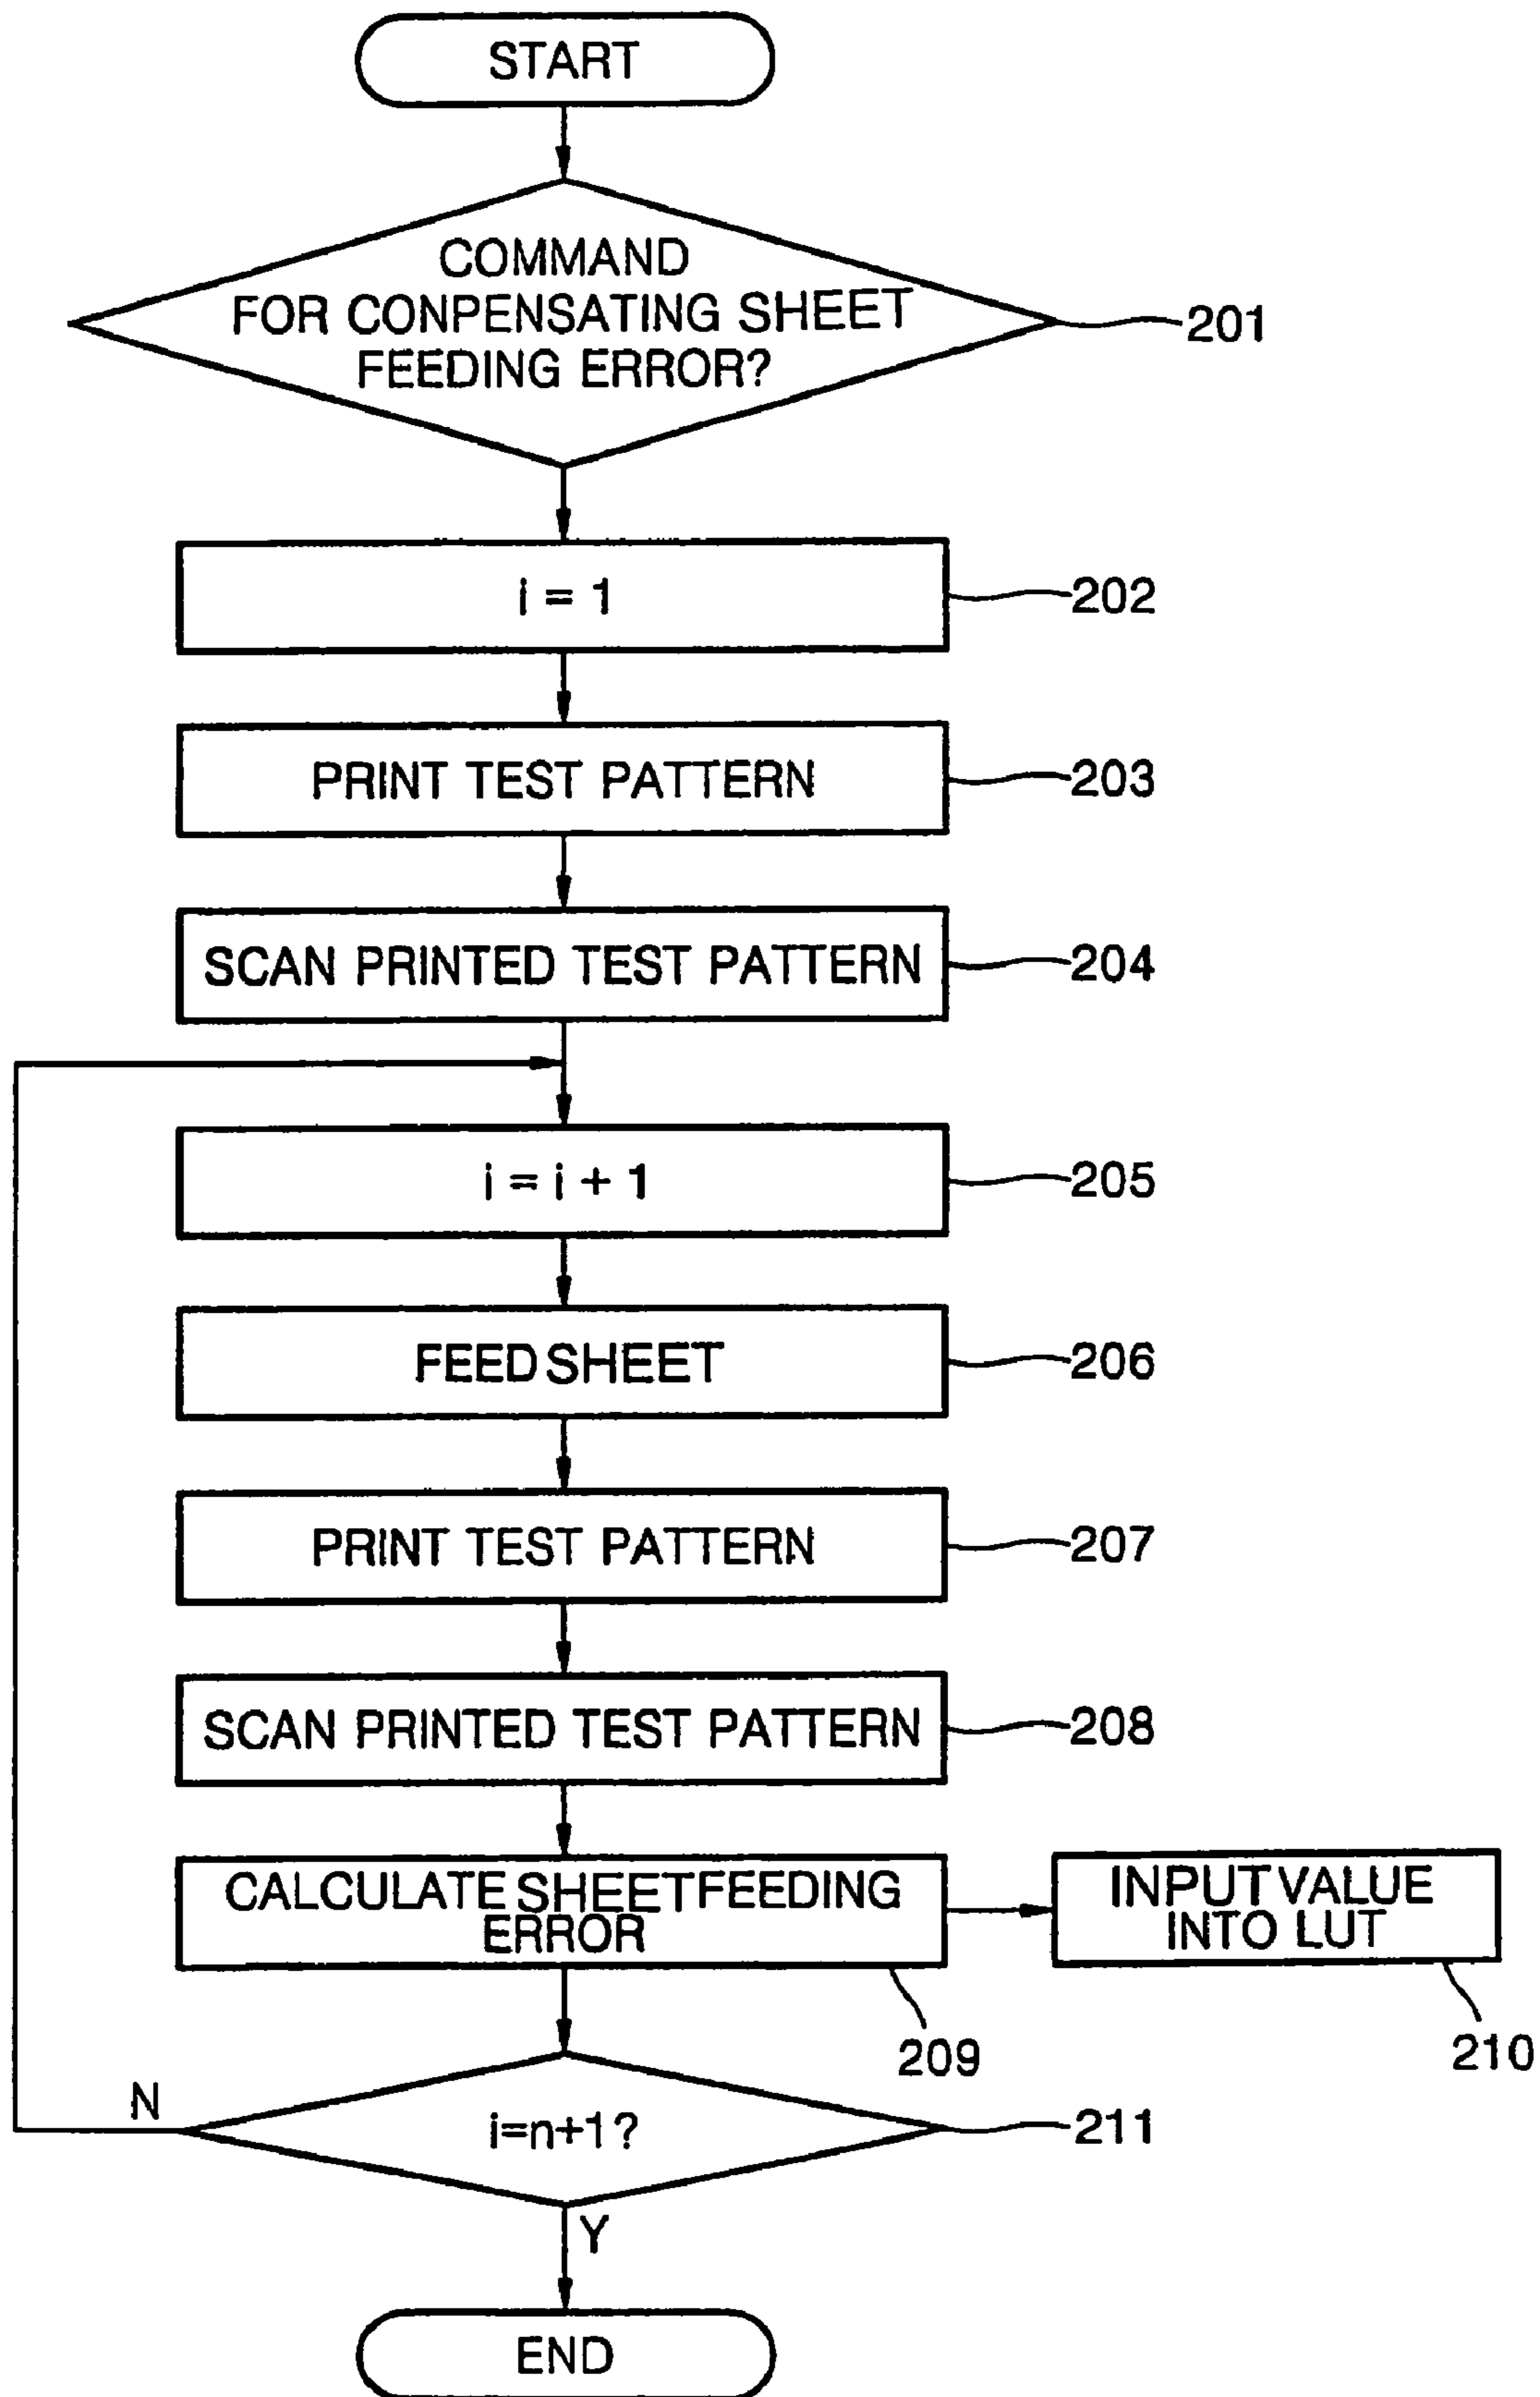 START
COMMAND
FOR CONPENSATING SHEET
FEEDING ERROR?
201
i = 1
202
PRINT TEST PATTERN
203
SCAN PRINTED TEST PATTERN
204
i = i + 1
205
FEED SHEET
206
PRINT TEST PATTERN
207
SCAN PRINTED TEST PATTERN
208
CALCULATE SHEET FEEDING
ERROR
209
INPUT VALUE
INTO LUT
210
i=n+1?
211
N
Y
END